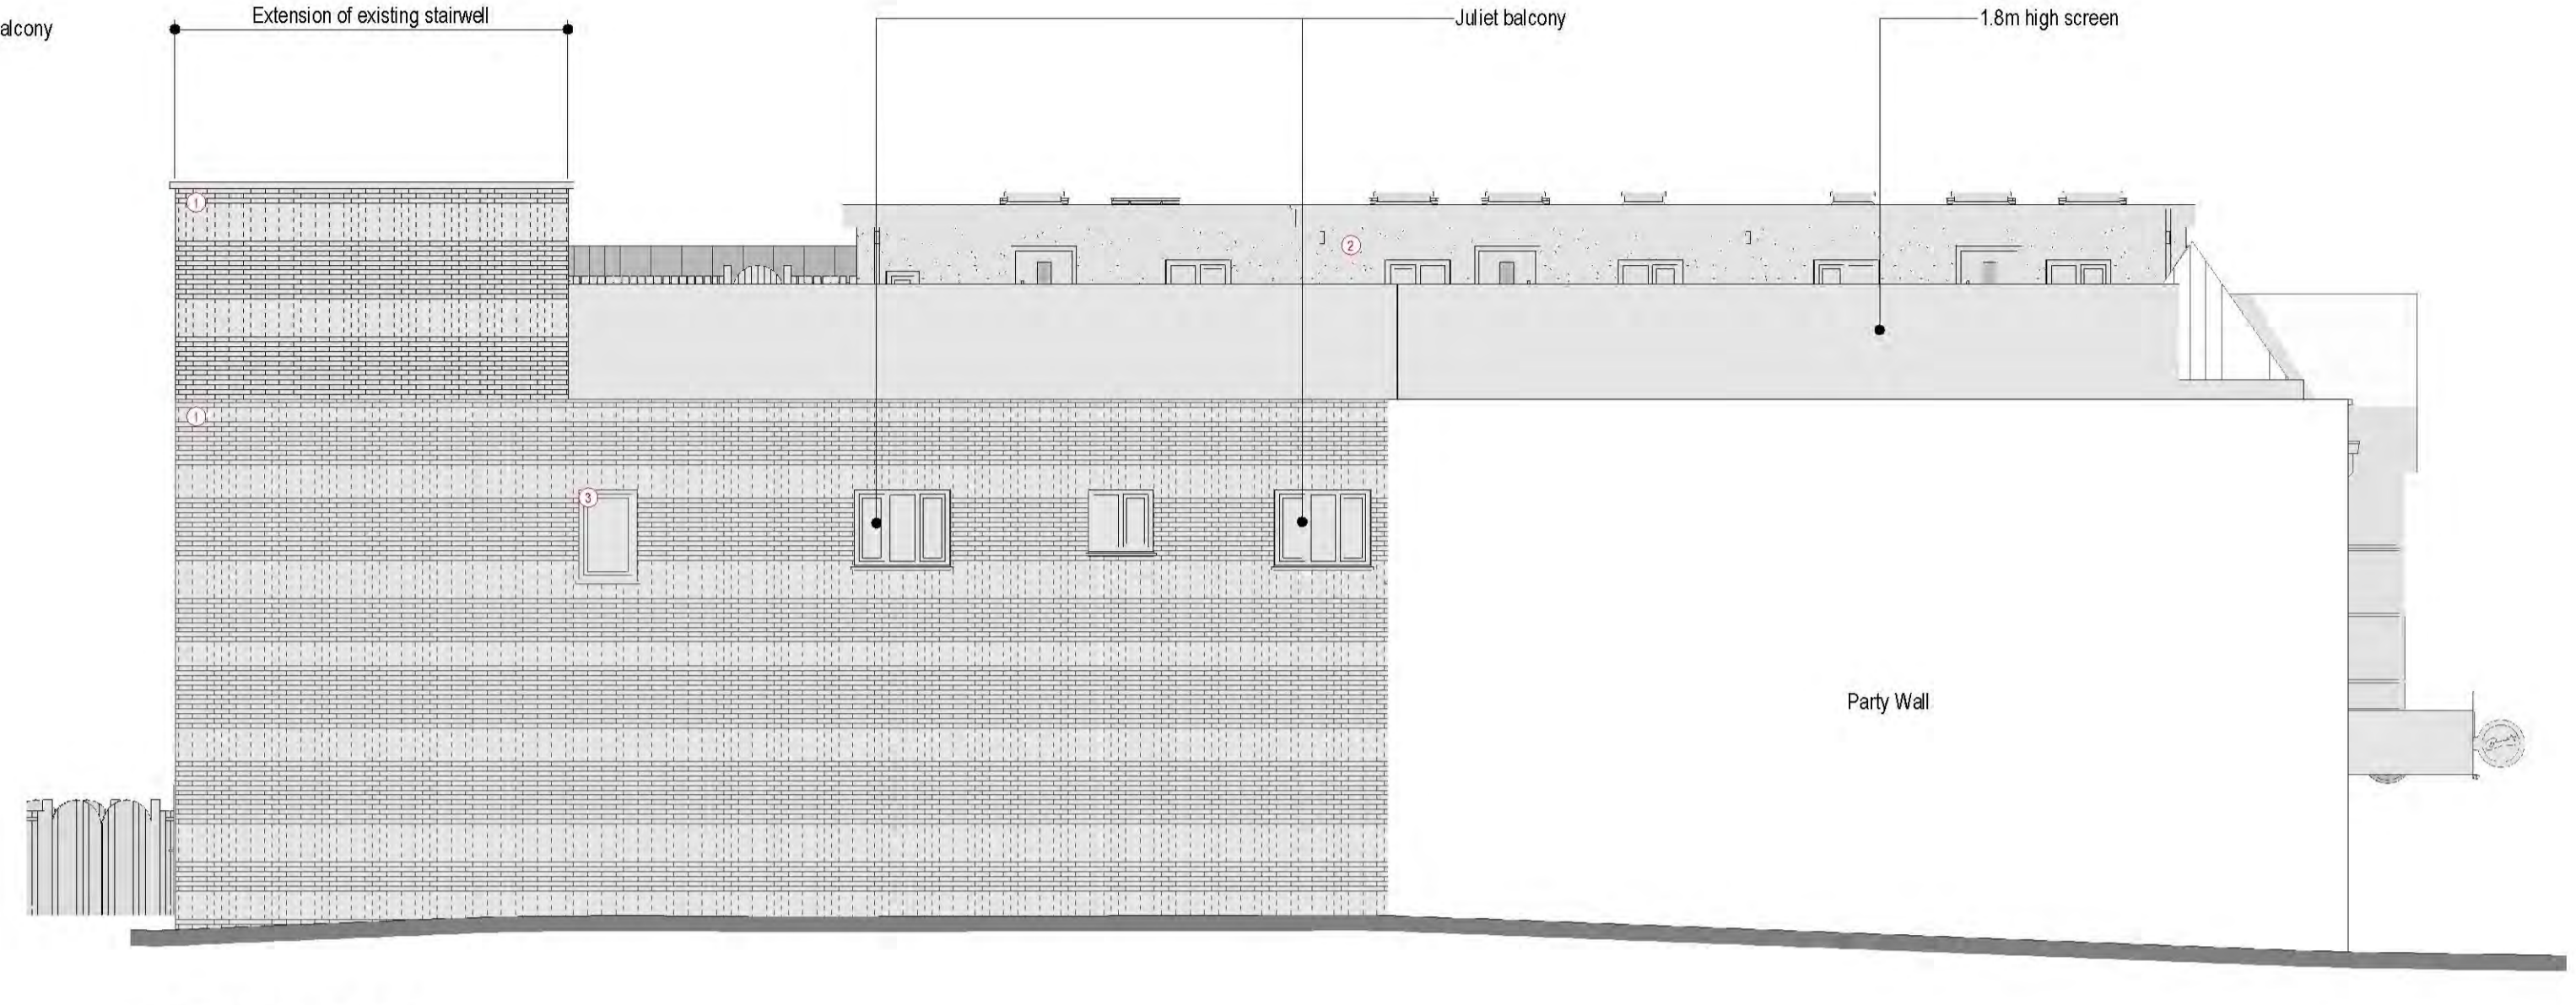 alcony
Extension of existing stairwell
Juliet balcony
1.8m high screen
1
2
1
3
Party Wall